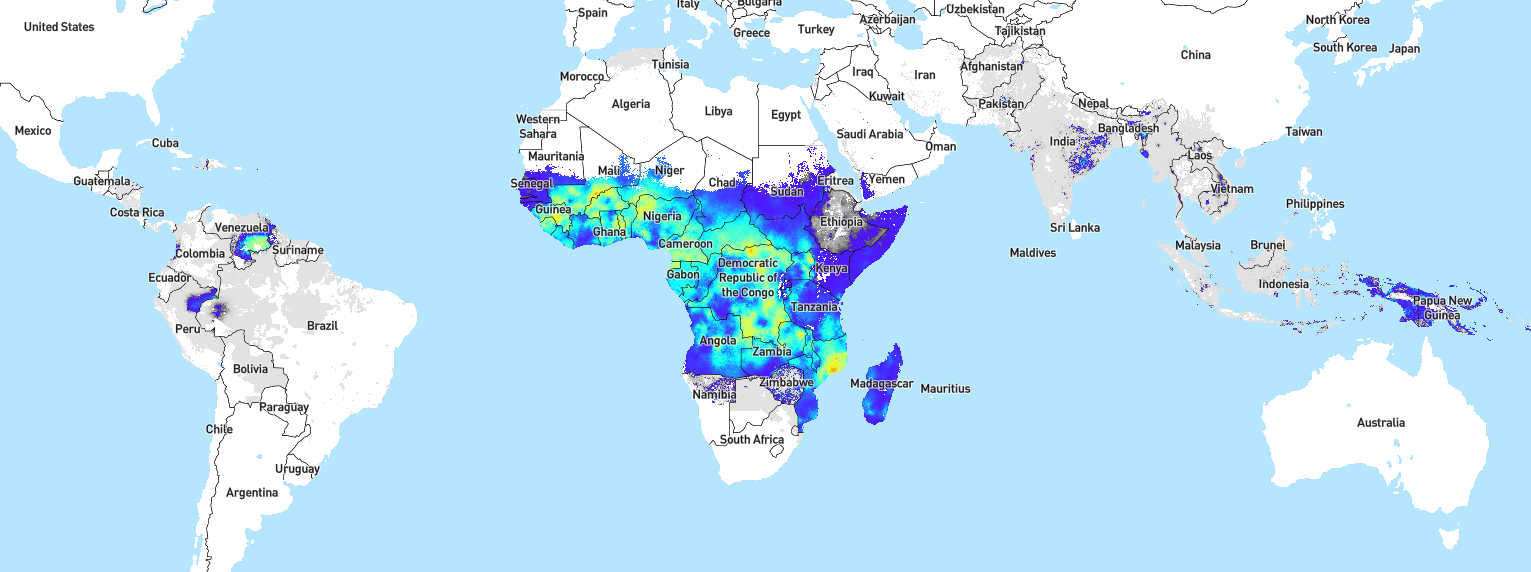 United States
Mexico
Cuba
Guatemala
Costa Rica
Venezuela
Colombia
Suriname
Ecuador
Peru
Brazil
Bolivia
Paraguay
Chile
Uruguay
Argentina
Spain
Italy
Bulgaria
Greece
Turkey
Azerbaijan
Uzbekistan
Tajikistan
Morocco
Tunisia
Algeria
Libya
Egypt
Western
Sahara
Mauritania
Mali
Niger
Chad
Sudan
Eritrea
Yemen
Senegal
Guinea
Ghana
Nigeria
Cameroon
Ethiopia
Gabon
Democratic
Republic of
the Congo
Kenya
Tanzania
Angola
Zambia
Zimbabwe
Namibia
South Africa
Madagascar
Mauritius
Iraq
Iran
Kuwait
Saudi Arabia
Oman
Afghanistan
Pakistan
Nepal
India
Bangladesh
Sri Lanka
Maldives
China
North Korea
South Korea
Japan
Taiwan
Laos
Vietnam
Philippines
Malaysia
Brunei
Indonesia
Papua New
Guinea
Australia